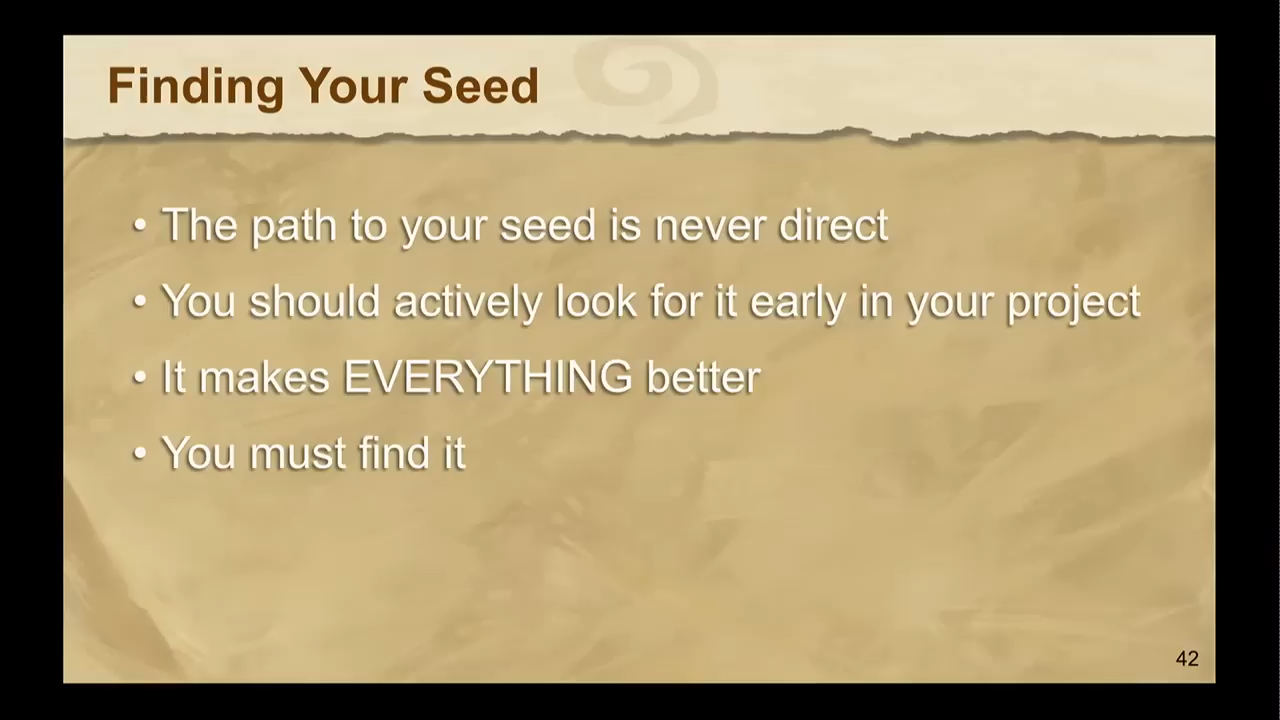 Finding Your Seed
• The path to your seed is never direct
• You should actively look for it early in your project
• It makes EVERYTHING better
• You must find it
42